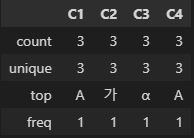 C1 C2 C3 C4
count 3 3 3 3
unique 3 3 3 3
top A 가 α A
freq 1 1 1 1